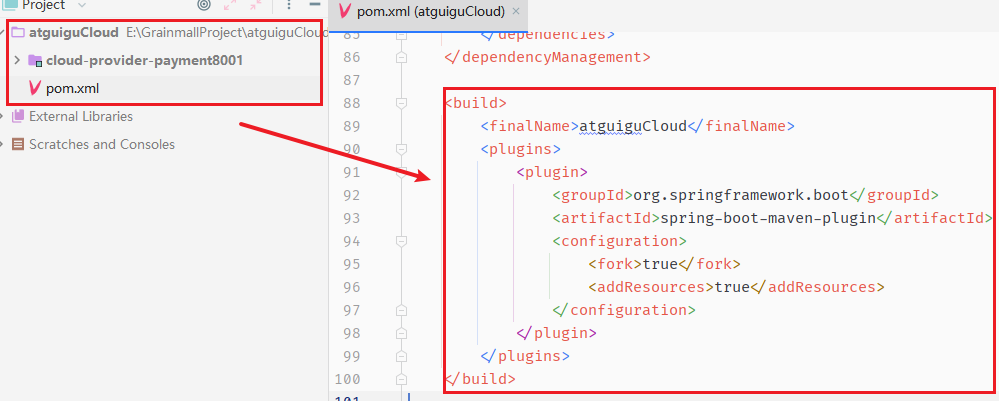 Project
pom.xml (atguiguCloud)
atguiguCloud E:\GrainmallProject\atguiguCloud
cloud-provider-payment8001
pom.xml
External Libraries
Scratches and Consoles
85 </dependencies>
86 </dependencyManagement>
87
88 <build>
89 <finalName>atguiguCloud</finalName>
90 <plugins>
91 <plugin>
92 <groupId>org.springframework.boot</groupId>
93 <artifactId>spring-boot-maven-plugin</artifactId>
94 <configuration>
95 <fork>true</fork>
96 <addResources>true</addResources>
97 </configuration>
98 </plugin>
99 </plugins>
100 </build>
101